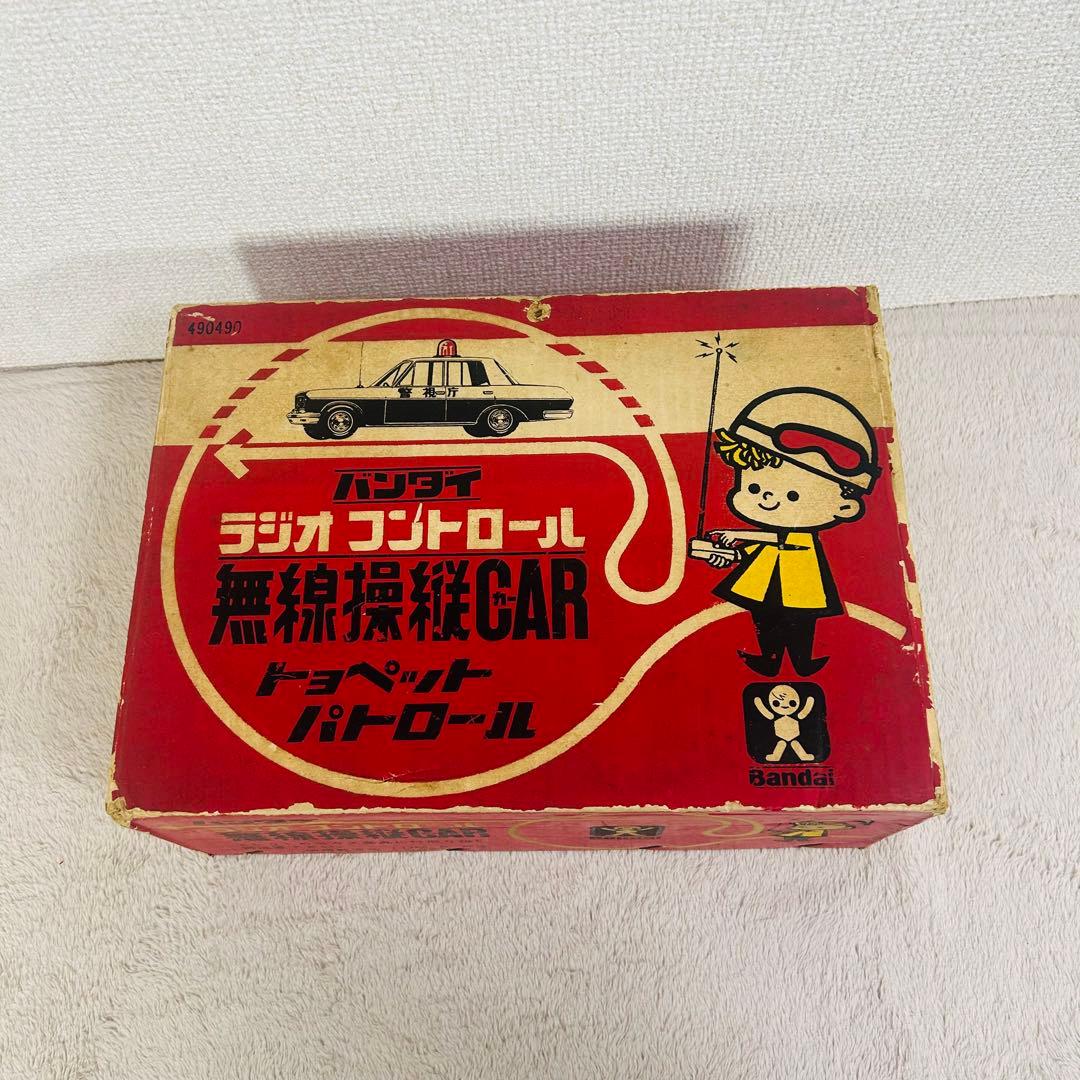 490490
警視庁
バンダイ
ラジオ コントロール
無線操縦CAR
カー
トヨペット
パトロール
Bandai
無線操縦CAR